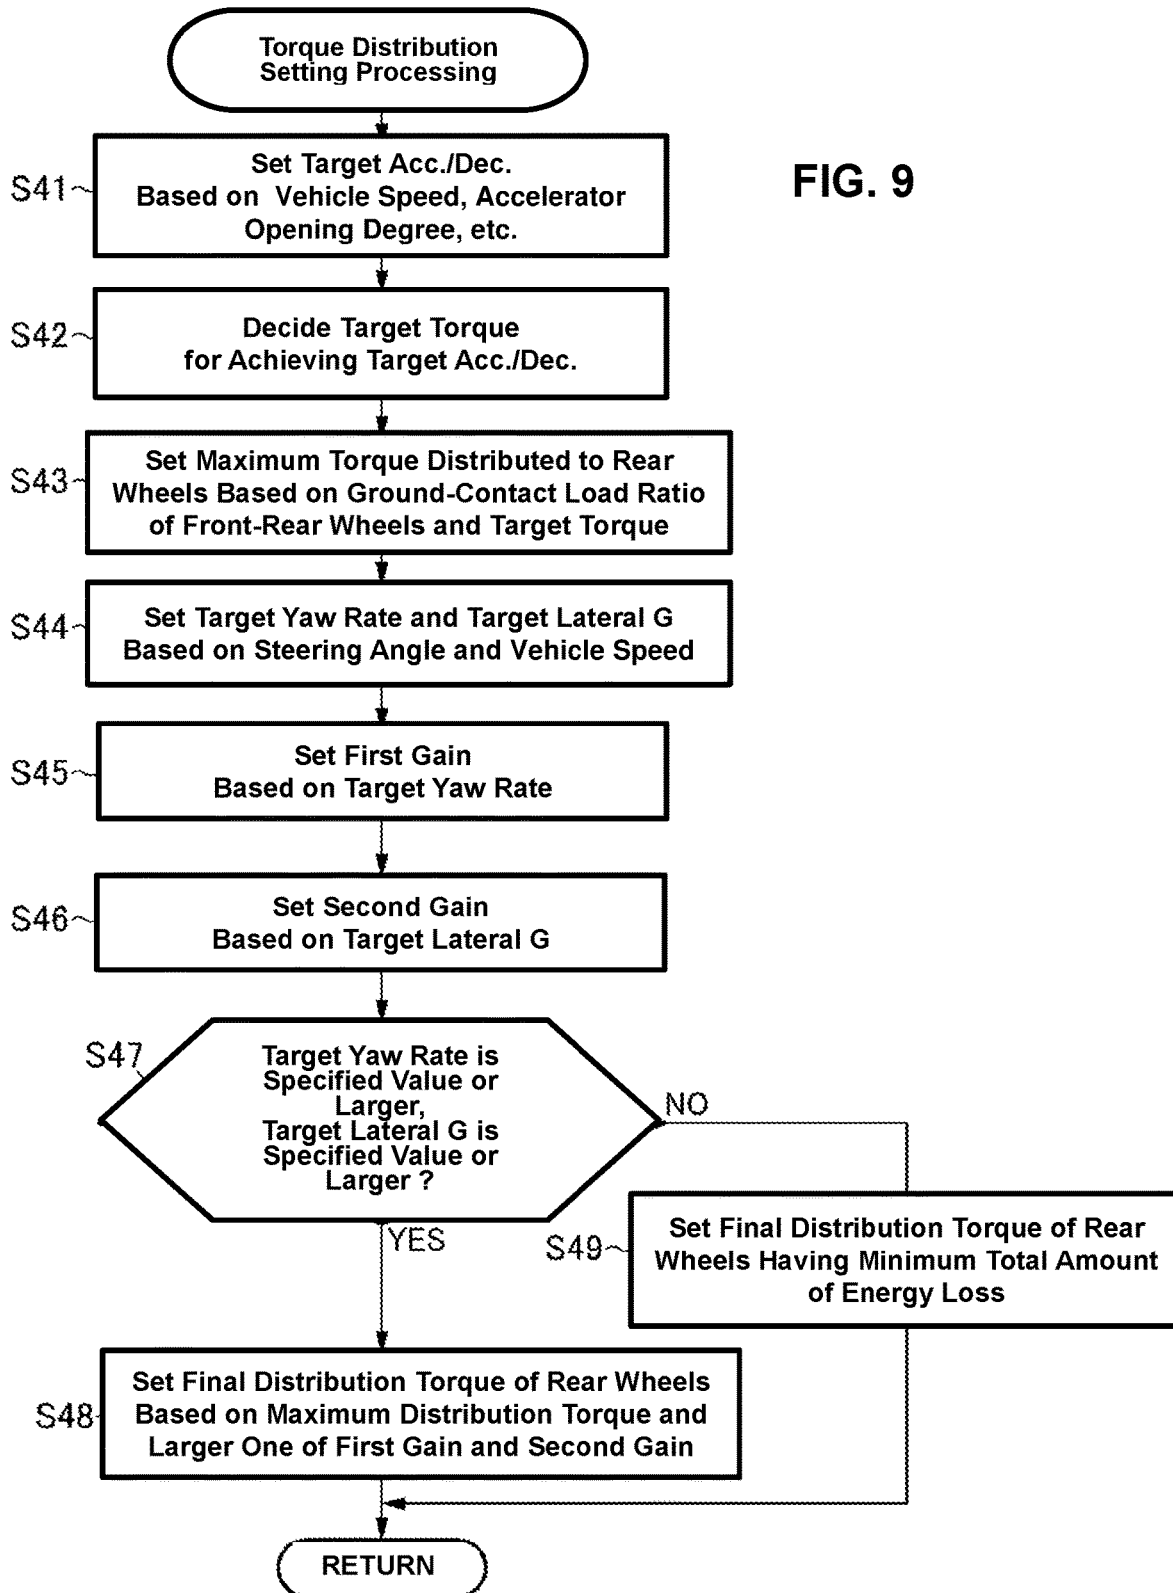 Torque Distribution
Setting Processing
FIG. 9
S41
Set Target Acc./Dec.
Based on Vehicle Speed, Accelerator
Opening Degree, etc.
S42
Decide Target Torque
for Achieving Target Acc./Dec.
S43
Set Maximum Torque Distributed to Rear
Wheels Based on Ground-Contact Load Ratio
of Front-Rear Wheels and Target Torque
S44
Set Target Yaw Rate and Target Lateral G
Based on Steering Angle and Vehicle Speed
S45
Set First Gain
Based on Target Yaw Rate
S46
Set Second Gain
Based on Target Lateral G
S47
Target Yaw Rate is
Specified Value or
Larger,
Target Lateral G is
Specified Value or
Larger ?
NO
YES
S49
Set Final Distribution Torque of Rear
Wheels Having Minimum Total Amount
of Energy Loss
S48
Set Final Distribution Torque of Rear Wheels
Based on Maximum Distribution Torque and
Larger One of First Gain and Second Gain
RETURN